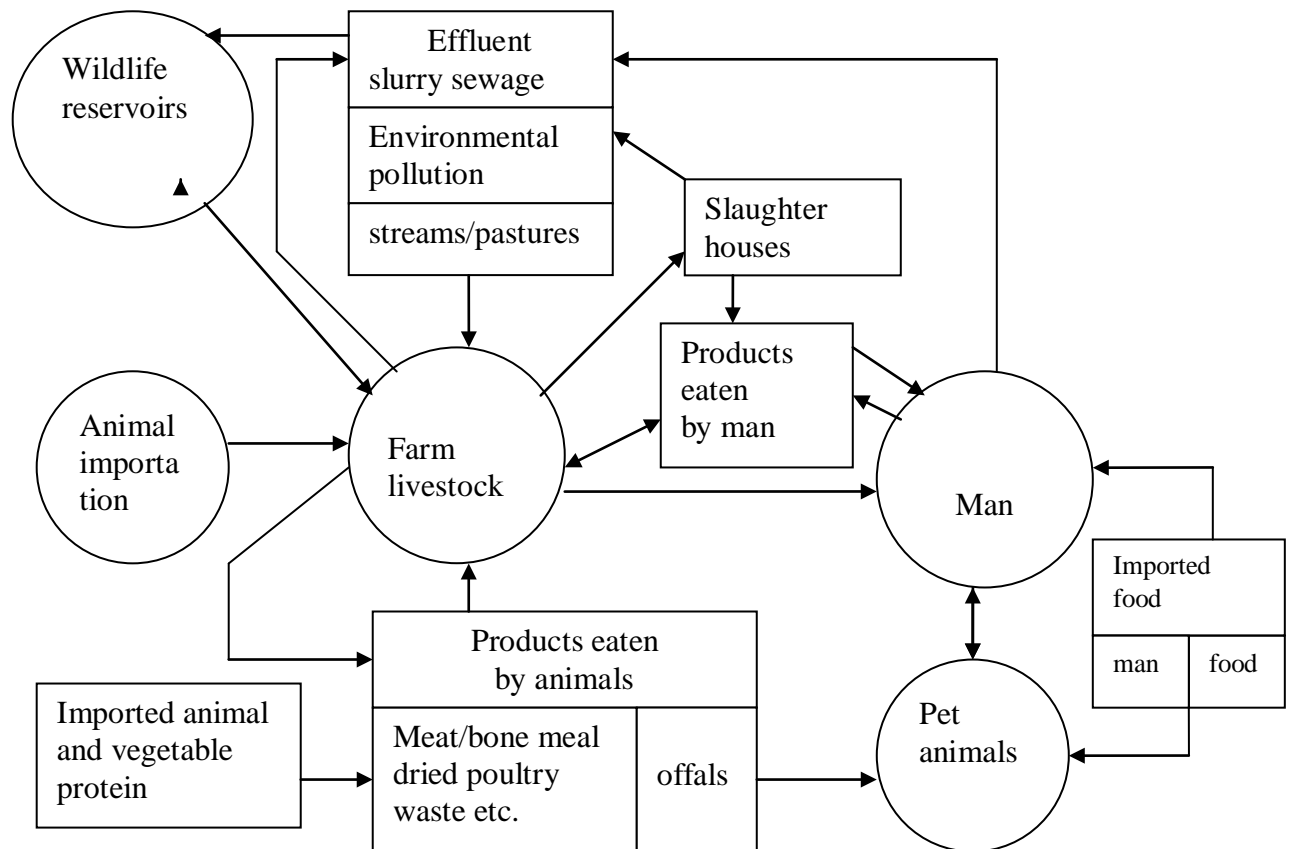 Effluent
slurry sewage
Wildlife
reservoirs
Environmental
pollution
streams/pastures
Slaughter
houses
Products
eaten
by man
Animal
importa
tion
Farm
livestock
Man
Imported
food
man
food
Products eaten
by animals
Imported animal
and vegetable
protein
Meat/bone meal
dried poultry
waste etc.
offals
Pet
animals